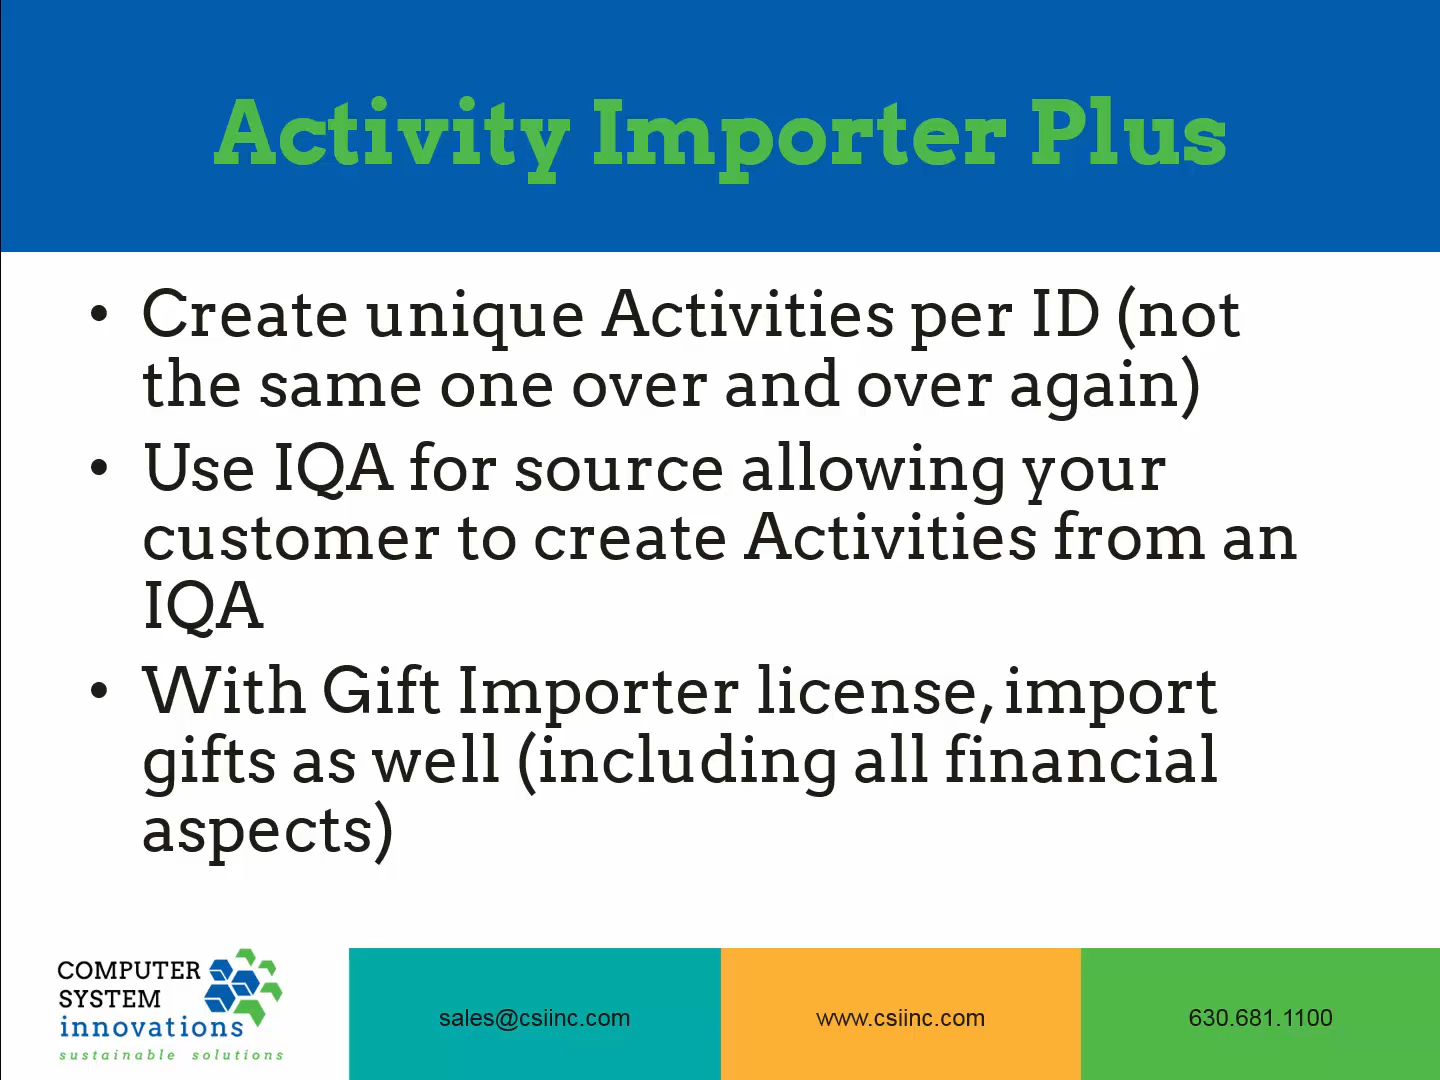 Activity Importer Plus
• Create unique Activities per ID (not
the same one over and over again)
• Use IQA for source allowing your
customer to create Activities from an
IQA
• With Gift Importer license, import
gifts as well (including all financial
aspects)
COMPUTER
SYSTEM
innovations
sustainable solutions
sales@csiinc.com
www.csiinc.com
630.681.1100